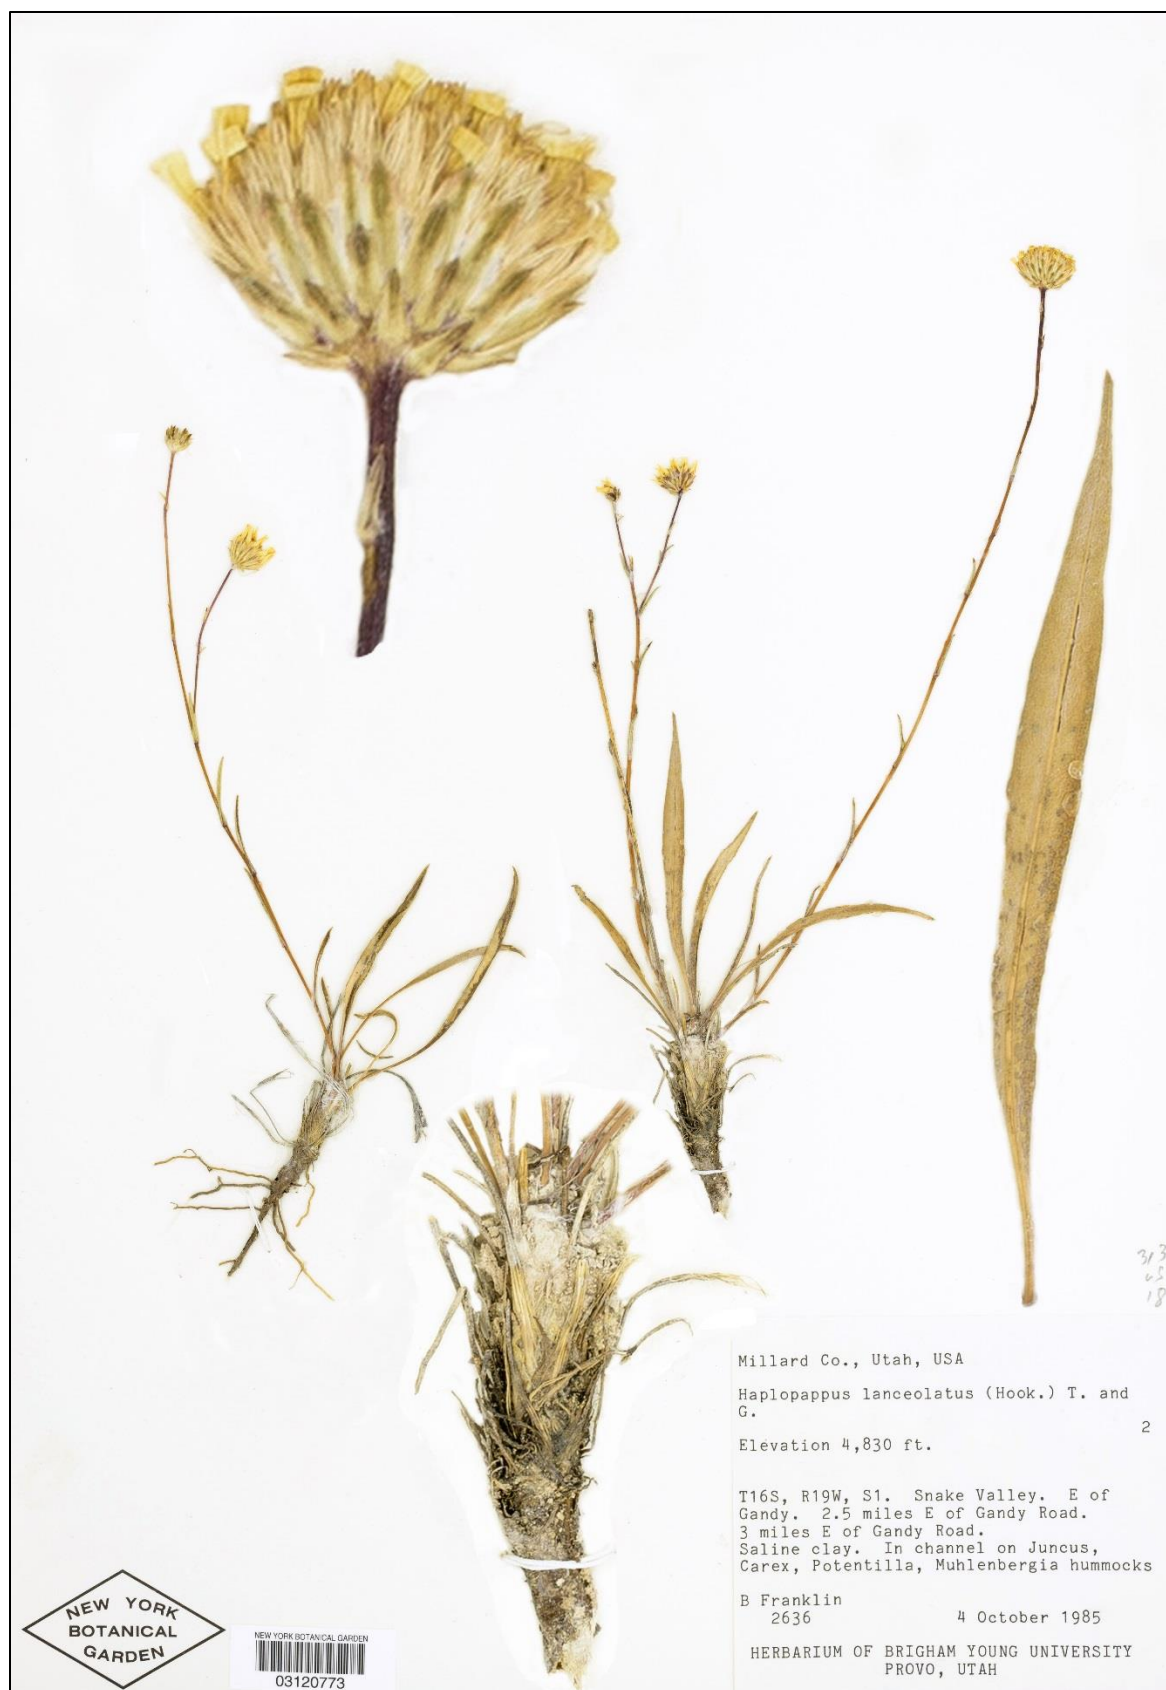 313
18
Millard Co., Utah, USA
Haplopappus lanceolatus (Hook.) T. and
G.
2
Elevation 4,830 ft.
T16S, R19W, S1. Snake Valley. E of
Gandy. 2.5 miles E of Gandy Road.
3 miles E of Gandy Road.
Saline clay. In channel on Juncus,
Carex, Potentilla, Muhlenbergia hummocks
B Franklin
2636 4 October 1985
HERBARIUM OF BRIGHAM YOUNG UNIVERSITY
PROVO, UTAH
NEW YORK
BOTANICAL
GARDEN
NEW YORK BOTANICAL GARDEN
03120773